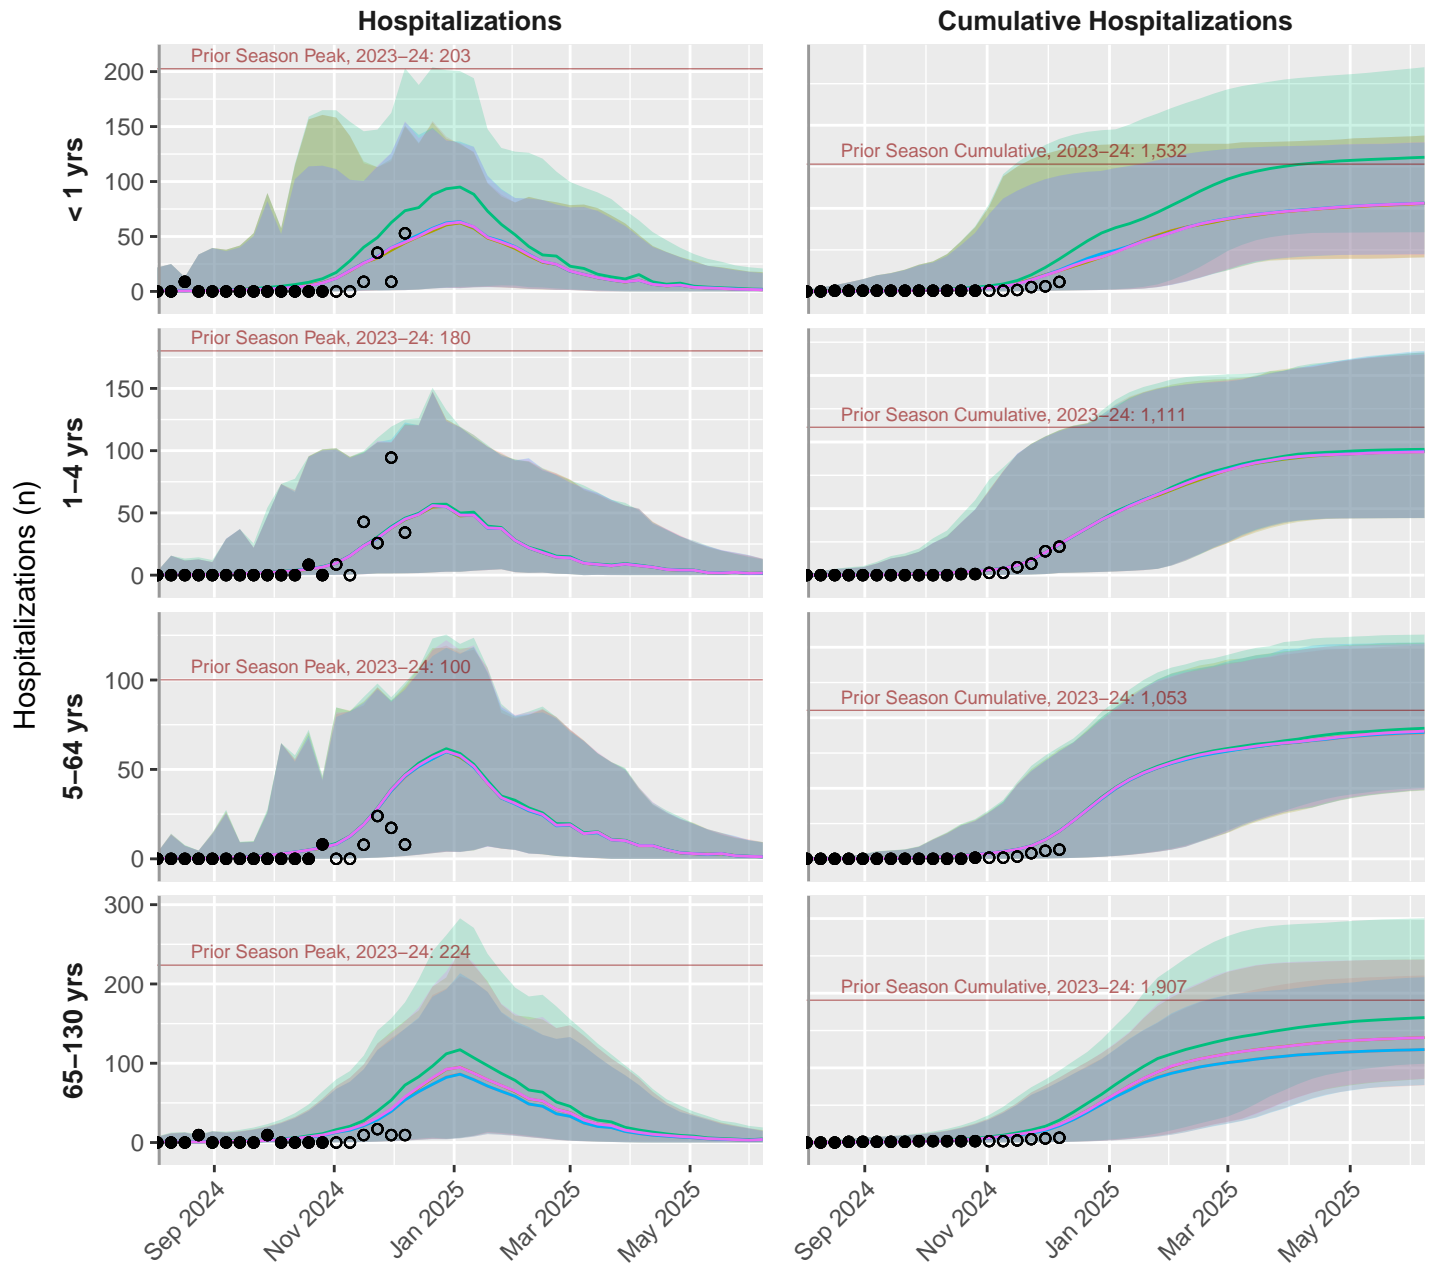 Hospitalizations
Cumulative Hospitalizations
Hospitalizations (n)
< 1 yrs
200
150
100
50
0
Prior Season Peak, 2023–24: 203
Prior Season Cumulative, 2023–24: 1,532
1–4 yrs
150
100
50
0
Prior Season Peak, 2023–24: 180
Prior Season Cumulative, 2023–24: 1,111
5–64 yrs
100
50
0
Prior Season Peak, 2023–24: 100
Prior Season Cumulative, 2023–24: 1,053
65–130 yrs
300
200
100
0
Prior Season Peak, 2023–24: 224
Prior Season Cumulative, 2023–24: 1,907
Sep 2024
Nov 2024
Jan 2025
Mar 2025
May 2025
Sep 2024
Nov 2024
Jan 2025
Mar 2025
May 2025